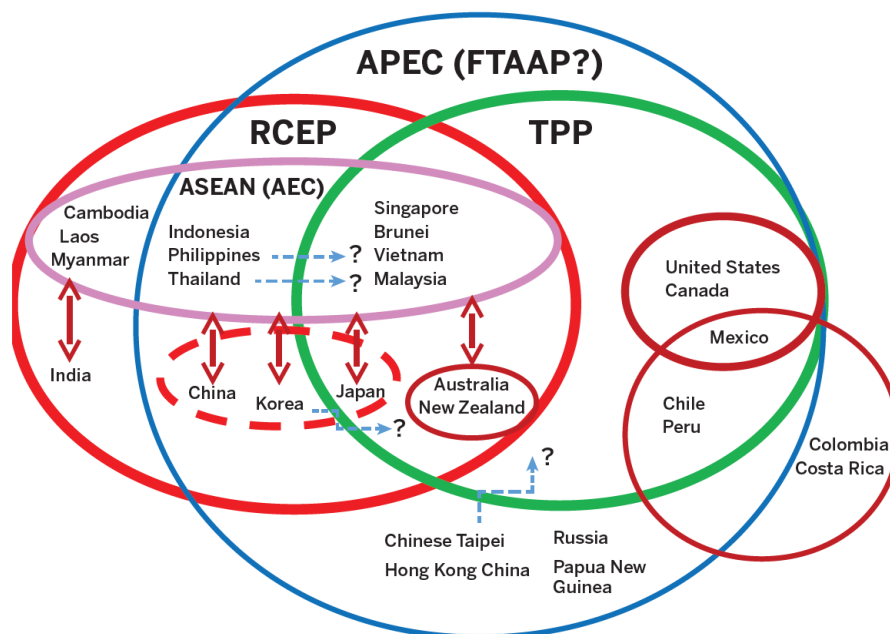 APEC (FTAAP?)
RCEP
TPP
ASEAN (AEC)
Cambodia
Laos
Myanmar
Indonesia
Philippines
Thailand
?
?
Singapore
Brunei
Vietnam
Malaysia
United States
Canada
Mexico
India
China
Korea
Japan
?
Australia
New Zealand
Chile
Peru
Colombia
Costa Rica
?
Chinese Taipei
Hong Kong China
Russia
Papua New
Guinea